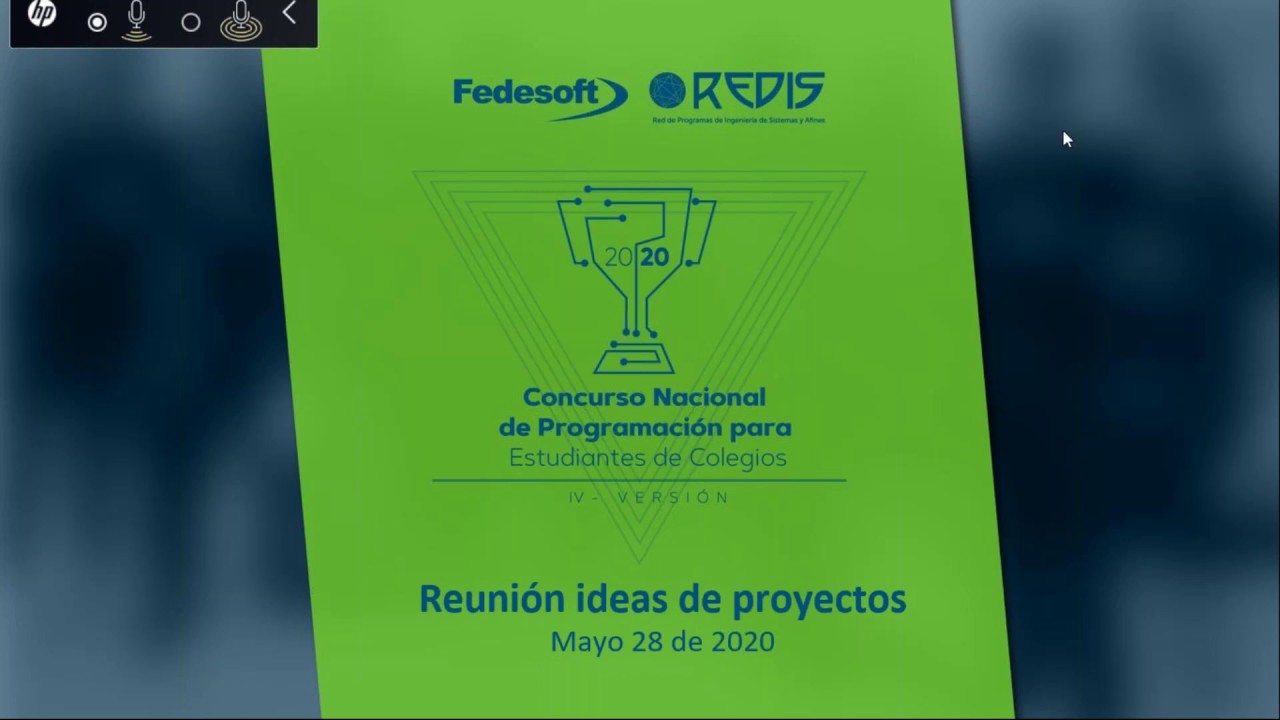 hp
Fedesoft
REDIS
Red de Programas de Ingeniería de Sistemas y Afines
2020
Concurso Nacional
de Programación para
Estudiantes de Colegios
IV - VERSIÓN
Reunión ideas de proyectos
Mayo 28 de 2020